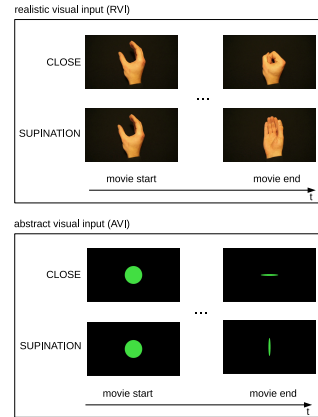 realistic visual input (RVI)
CLOSE
...
SUPINATION
movie start movie end
t
abstract visual input (AVI)
CLOSE
...
SUPINATION
movie start movie end
t